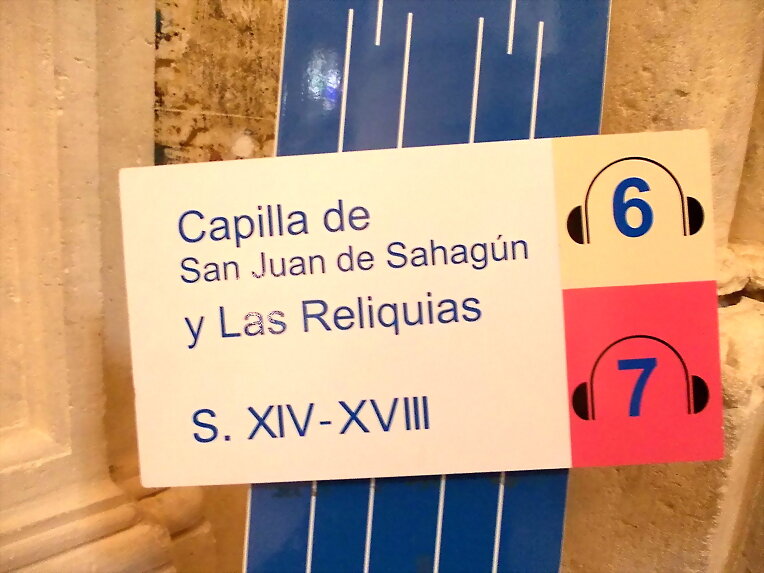 Capilla de
San Juan de Sahagún
y Las Reliquias
S. XIV-XVIII
6
7